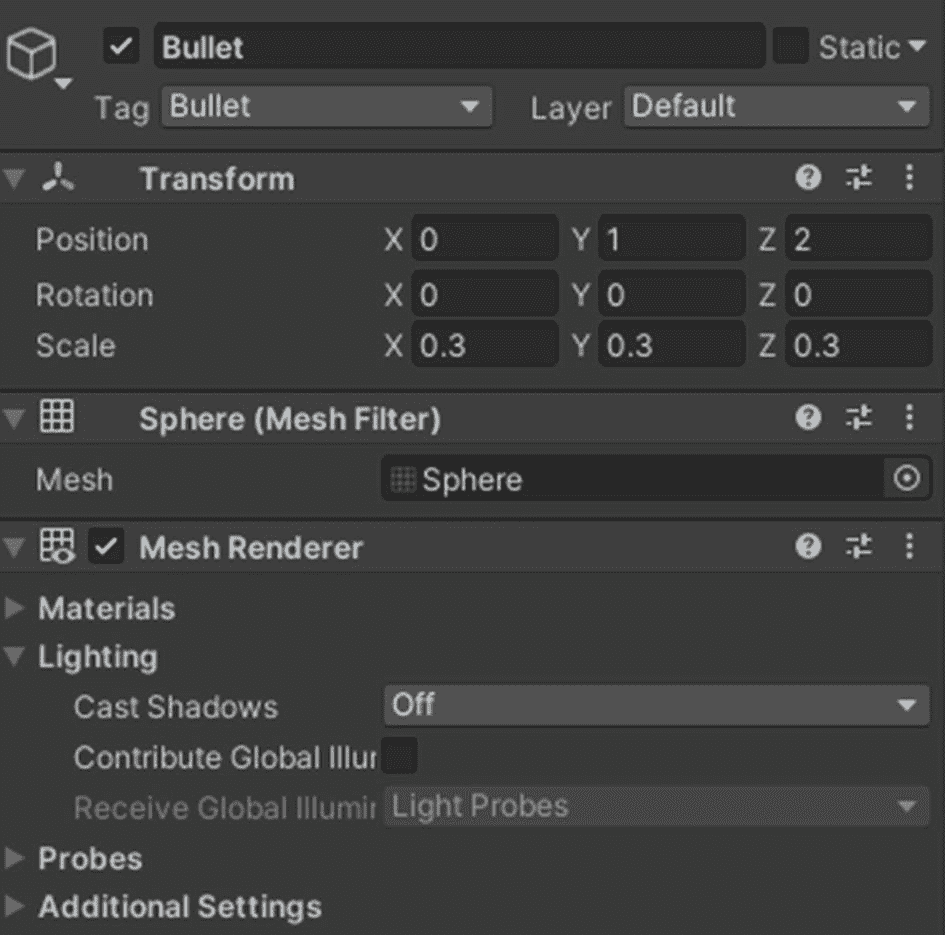 Bullet Static
Tag Bullet Layer Default
Transform
Position X 0 Y 1 Z 2
Rotation X 0 Y 0 Z 0
Scale X 0.3 Y 0.3 Z 0.3
Sphere (Mesh Filter)
Mesh Sphere
Mesh Renderer
Materials
Lighting
Cast Shadows Off
Contribute Global Illur
Receive Global Illumir Light Probes
Probes
Additional Settings